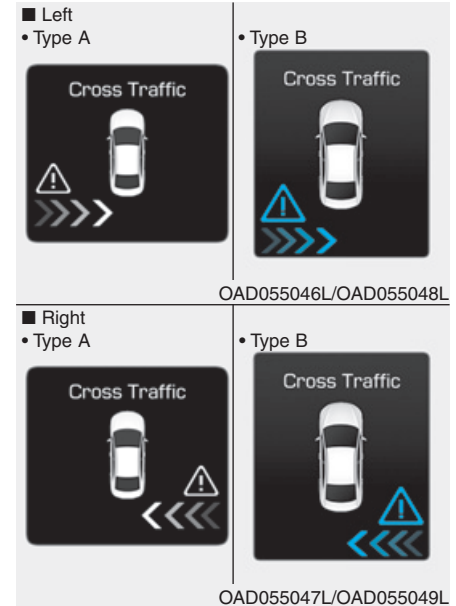 ■ Left
• Type A
• Type B
Cross Traffic
Cross Traffic
OAD055046L/OAD055048L
■ Right
• Type A
• Type B
Cross Traffic
Cross Traffic
OAD055047L/OAD055049L